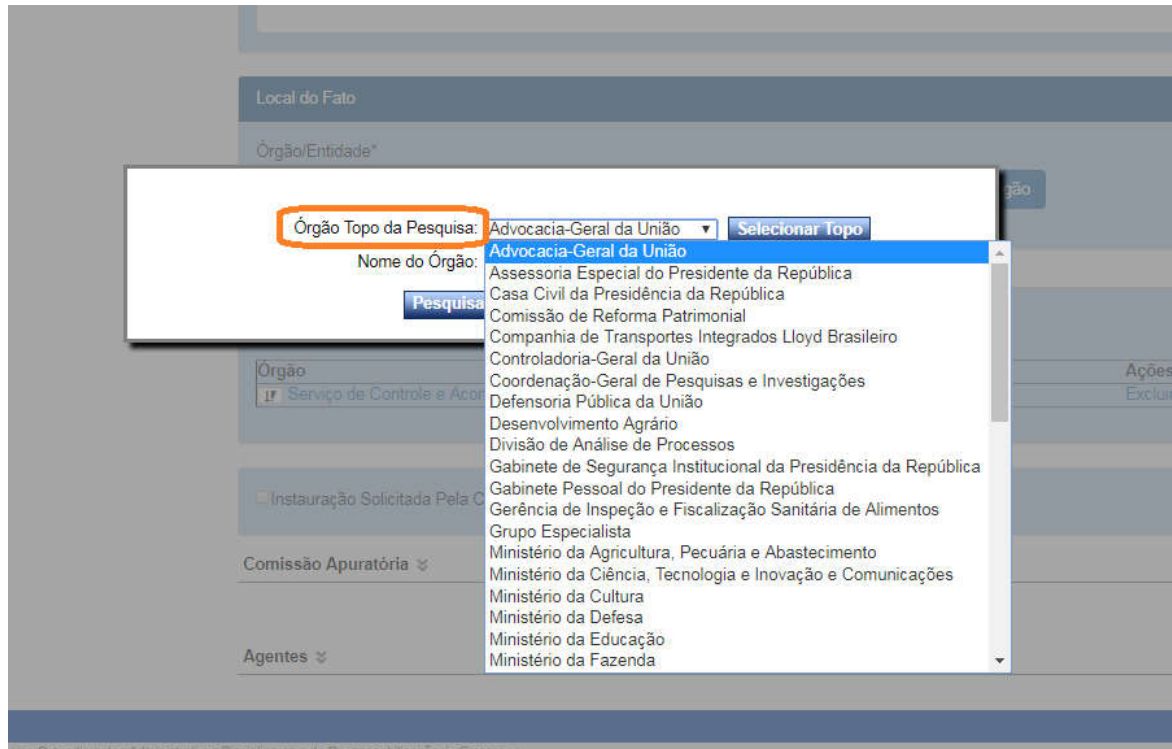 Local do Fato
Órgão/Entidade*
gão
Órgão Topo da Pesquisa: Advocacia-Geral da União Selecionar Topo
Nome do Órgão:
Pesquisa
Advocacia-Geral da União
Assessoria Especial do Presidente da República
Casa Civil da Presidência da República
Comissão de Reforma Patrimonial
Companhia de Transportes Integrados Lloyd Brasileiro
Controladoria-Geral da União
Coordenação-Geral de Pesquisas e Investigações
Defensoria Pública da União
Desenvolvimento Agrário
Divisão de Análise de Processos
Gabinete de Segurança Institucional da Presidência da República
Gabinete Pessoal do Presidente da República
Gerência de Inspeção e Fiscalização Sanitária de Alimentos
Grupo Especialista
Ministério da Agricultura, Pecuária e Abastecimento
Ministério da Ciência, Tecnologia e Inovação e Comunicações
Ministério da Cultura
Ministério da Defesa
Ministério da Educação
Ministério da Fazenda
Órgão Ações
Serviço de Controle e Acor Exclui
Instauração Solicitada Pela C
Comissão Apuratória
Agentes